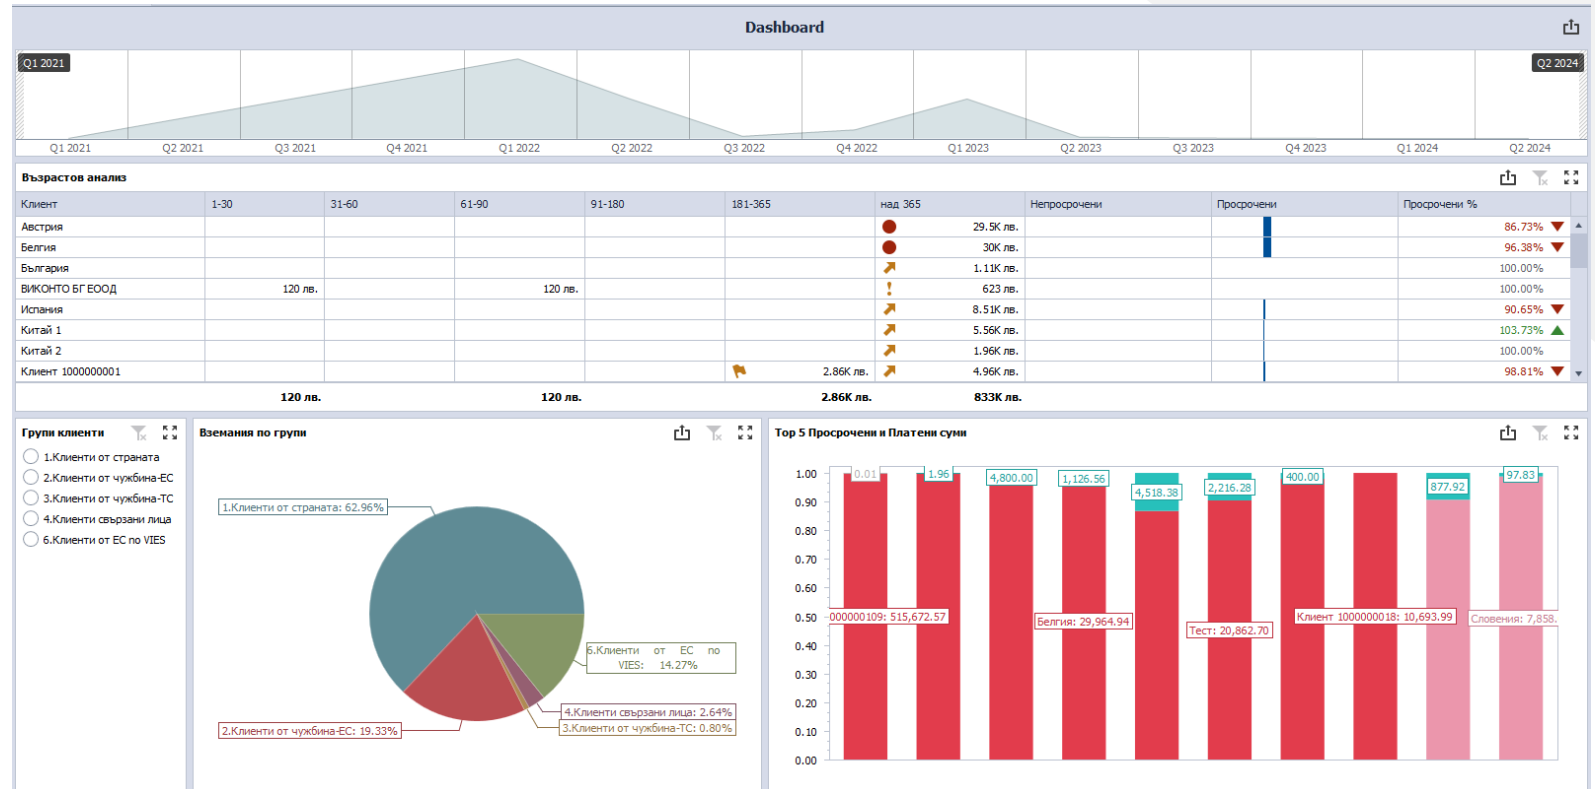 Dashboard
Q1 2021
Q2 2024
Q1 2021 Q2 2021 Q3 2021 Q4 2021 Q1 2022 Q2 2022 Q3 2022 Q4 2022 Q1 2023 Q2 2023 Q3 2023 Q4 2023 Q1 2024 Q2 2024
Възрастов анализ
Клиент 1-30 31-60 61-90 91-180 181-365 над 365 Непросрочени Просрочени Просрочени %
Австрия 29.5K лв. 86.73%
Белгия 30K лв. 96.38%
България 1.11K лв. 100.00%
ВИКОНТО БГ ЕООД 120 лв. 120 лв. 623 лв. 100.00%
Испания 8.51K лв. 90.65%
Китай 1 5.56K лв. 103.73%
Китай 2 1.96K лв. 100.00%
Клиент 1000000001 2.86K лв. 4.96K лв. 98.81%
120 лв. 120 лв. 2.86K лв. 833K лв.
Групи клиенти
1.Клиенти от страната
2.Клиенти от чужбина-ЕС
3.Клиенти от чужбина-ТС
4.Клиенти свързани лица
6.Клиенти от ЕС по VIES
Вземания по групи
1.Клиенти от страната: 62.96%
6.Клиенти от ЕС по
VIES: 14.27%
4.Клиенти свързани лица: 2.64%
3.Клиенти от чужбина-ТС: 0.80%
2.Клиенти от чужбина-ЕС: 19.33%
Top 5 Просрочени и Платени суми
1.00
0.90
0.80
0.70
0.60
0.50
0.40
0.30
0.20
0.10
0.00
0.01 1.96 4,800.00 1,126.56 4,518.38 2,216.28 400.00 877.92 97.83
000000109: 515,672.57
Белгия: 29,964.94
Тест: 20,862.70
Клиент 1000000018: 10,693.99
Словения: 7,858.